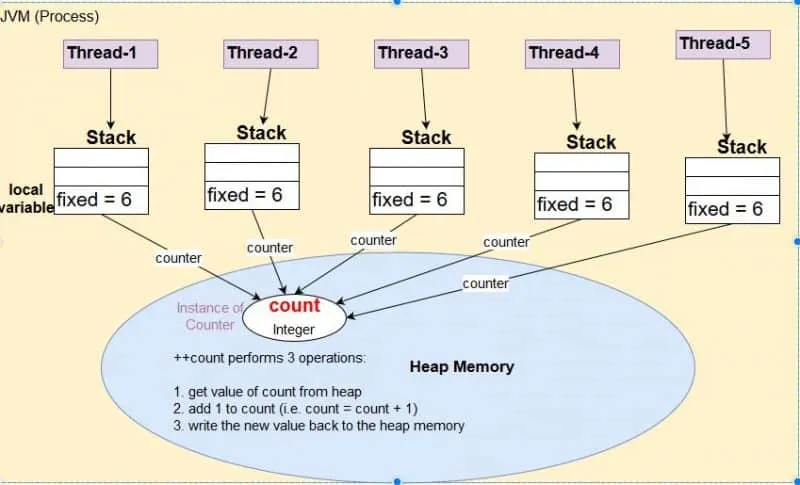 JVM (Process)
Thread-1
Thread-2
Thread-3
Thread-4
Thread-5
Stack
Stack
Stack
Stack
Stack
local
variable
fixed = 6
fixed = 6
fixed = 6
fixed = 6
fixed = 6
counter
counter
counter
counter
counter
Instance of
Counter
count
Integer
++count performs 3 operations:
Heap Memory
1. get value of count from heap
2. add 1 to count (i.e. count = count + 1)
3. write the new value back to the heap memory